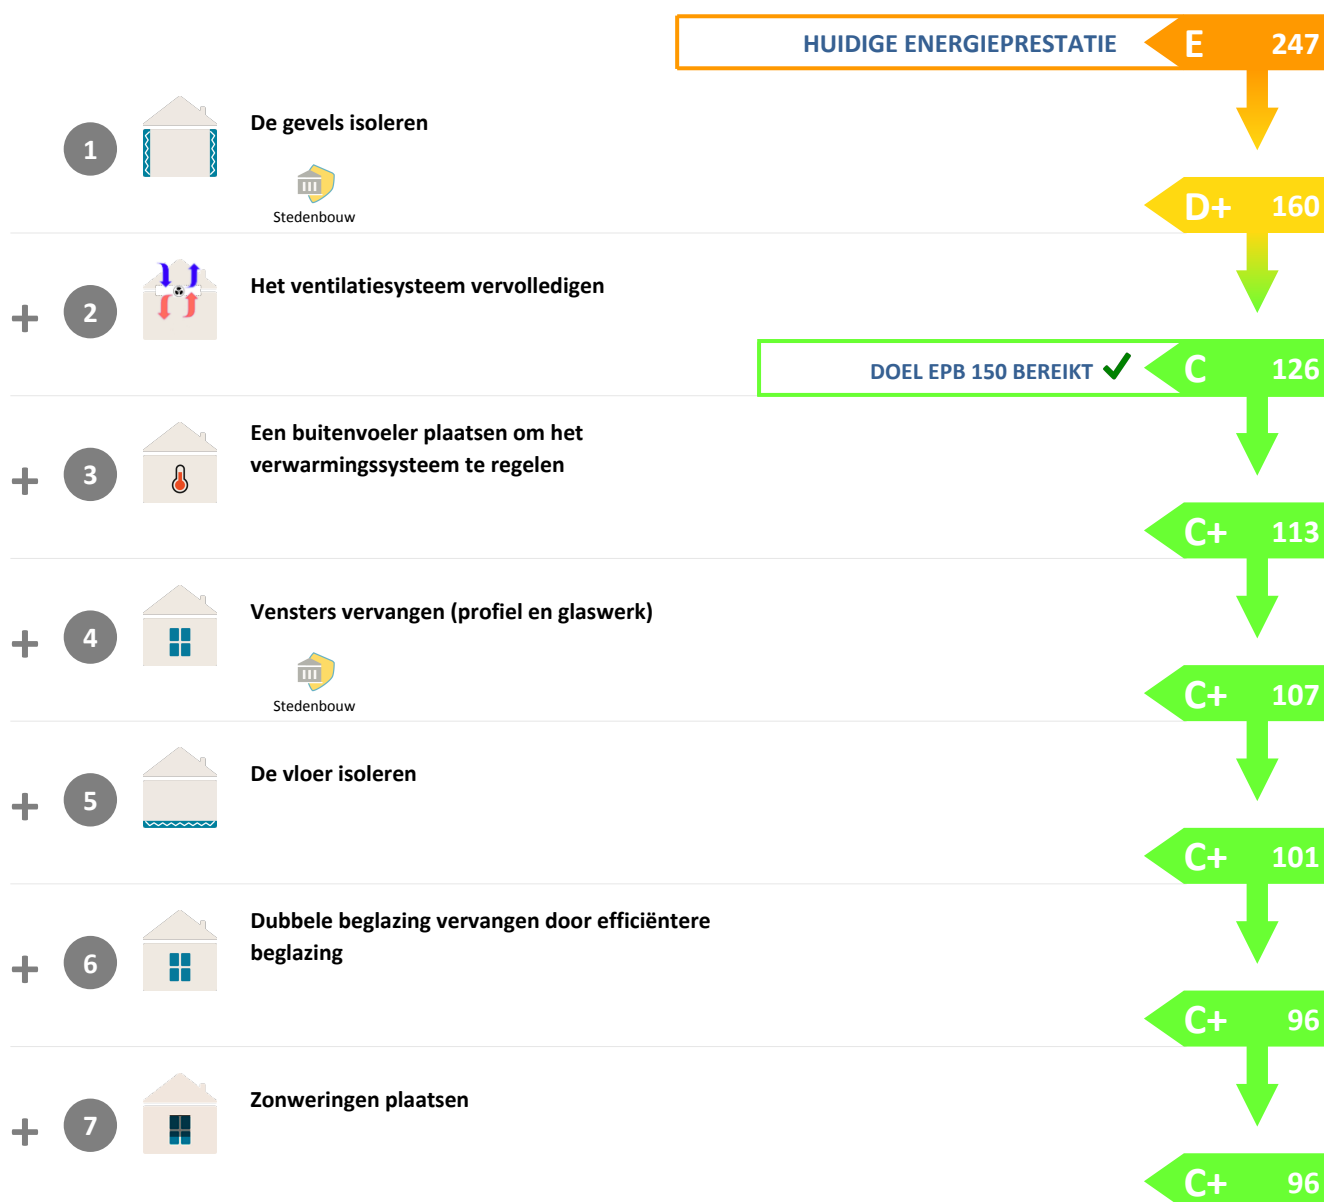 HUIDIGE ENERGIEPRESTATIE E 247
1 De gevels isoleren
Stedenbouw
D+ 160
+ 2 Het ventilatiesysteem vervolledigen
DOEL EPB 150 BEREIKT ✓ C 126
+ 3 Een buitenvoeler plaatsen om het
verwarmingssysteem te regelen
C+ 113
+ 4 Vensters vervangen (profiel en glaswerk)
Stedenbouw
C+ 107
+ 5 De vloer isoleren
C+ 101
+ 6 Dubbele beglazing vervangen door efficiëntere
beglazing
C+ 96
+ 7 Zonweringen plaatsen
C+ 96